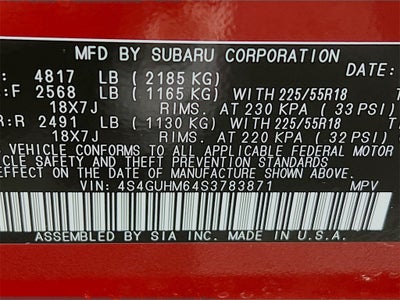 MFD BY SUBARU CORPORATION DATE:
: 4817 LB (2185 KG)
:F 2568 LB (1165 KG) WITH 225/55R18
18X7J RIMS. AT 230 KPA (33 PSI)
R:R 2491 LB (1130 KG) WITH 225/55R18
18X7J RIMS. AT 220 KPA (32 PSI)
S VEHICLE CONFORMS TO ALL APPLICABLE FEDERAL MOTOR
ICLE SAFETY, BUMPER, AND THEFT PREVENTION STANDARDS
FFECT ON THE DATE OF MANUFACTURE SHOWN ABOVE.
VIN: 4S4GUHM64S3783871 MPV
ASSEMBLED BY SIA INC. MADE IN U.S.A.